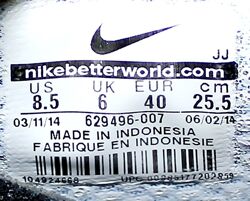 JJ
nikebetterworld.com
US UK EUR cm
8.5 6 40 25.5
03/11/14 629496-007 06/02/14
MADE IN INDONESIA
FABRIQUE EN INDONESIE
UPC